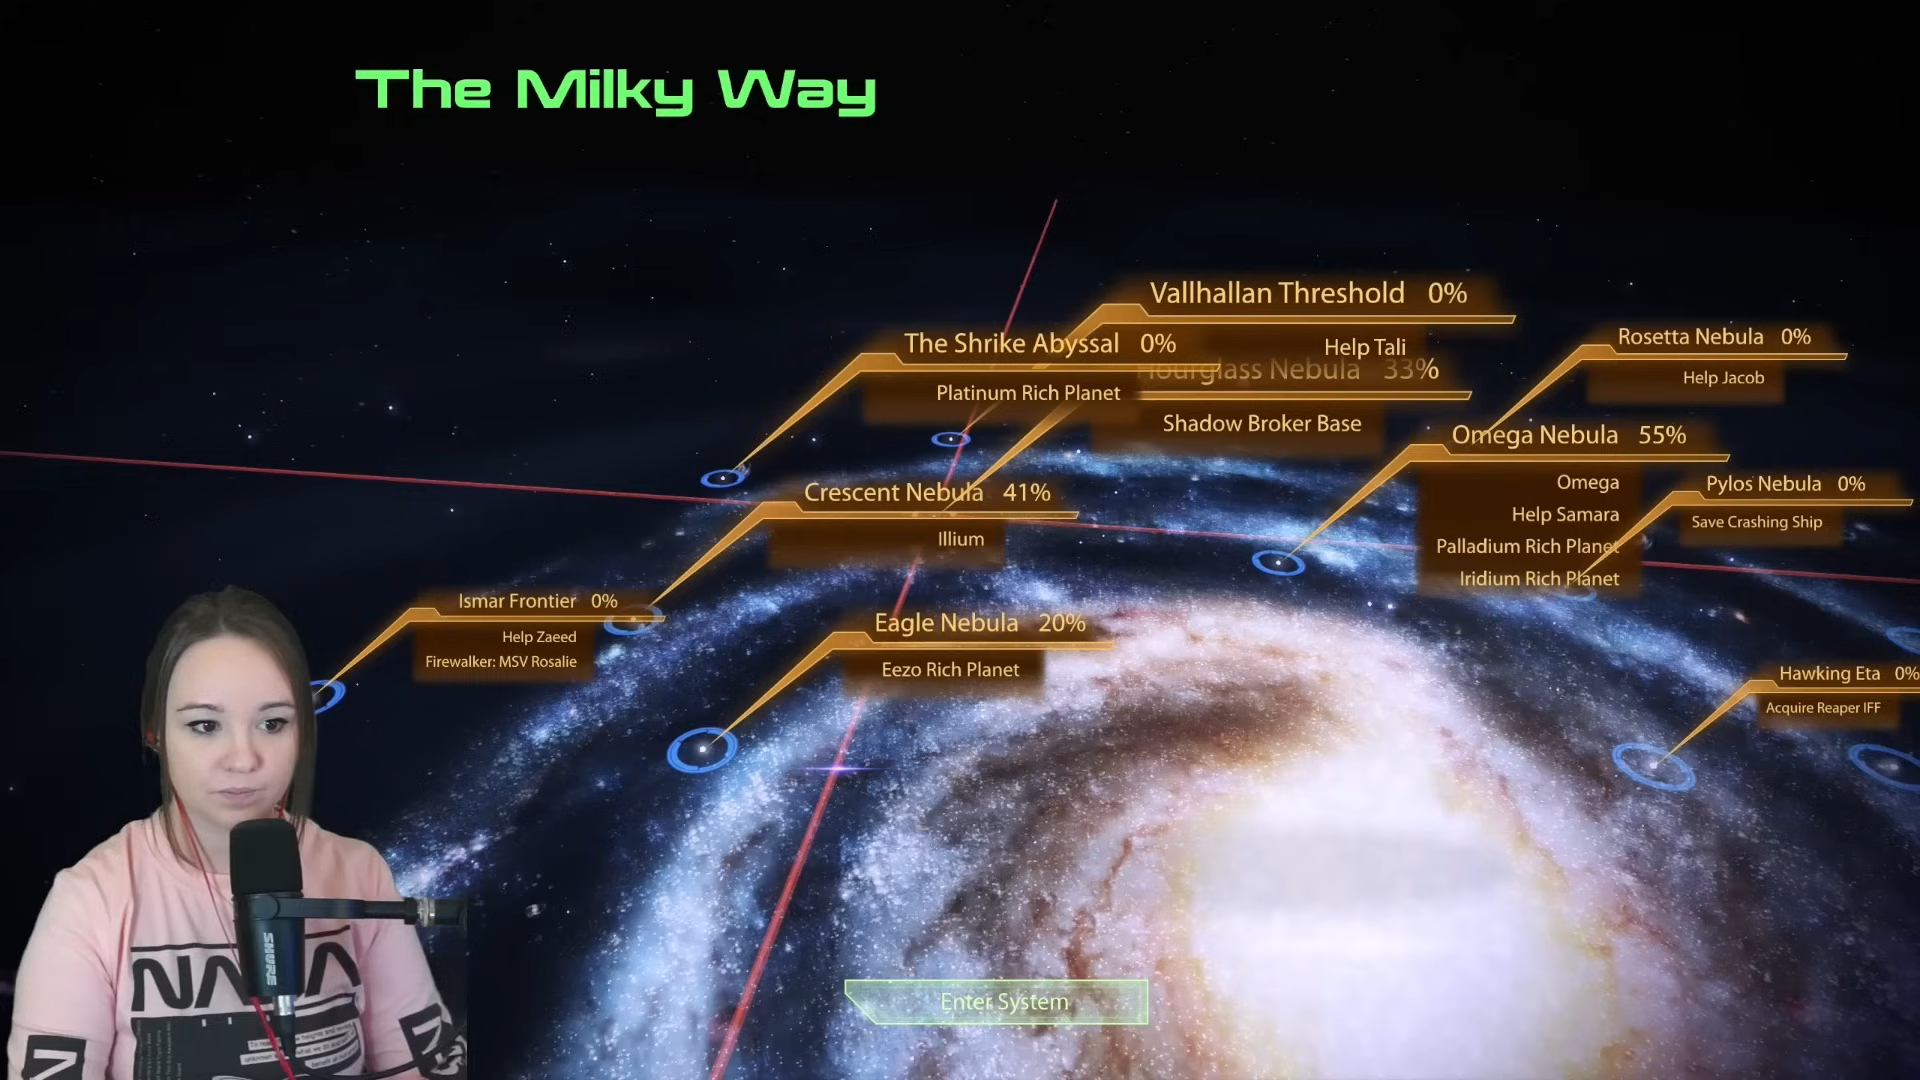 The Milky Way
Vallhallan Threshold 0%
Help Tali
The Shrike Abyssal 0%
Platinum Rich Planet
Hourglass Nebula 33%
Shadow Broker Base
Rosetta Nebula 0%
Help Jacob
Omega Nebula 55%
Omega
Help Samara
Palladium Rich Planet
Iridium Rich Planet
Pylos Nebula 0%
Save Crashing Ship
Crescent Nebula 41%
Illium
Ismar Frontier 0%
Help Zaeed
Firewalker: MSV Rosalie
Eagle Nebula 20%
Eezo Rich Planet
Hawking Eta 0%
Acquire Reaper IFF
Enter System
SHURE